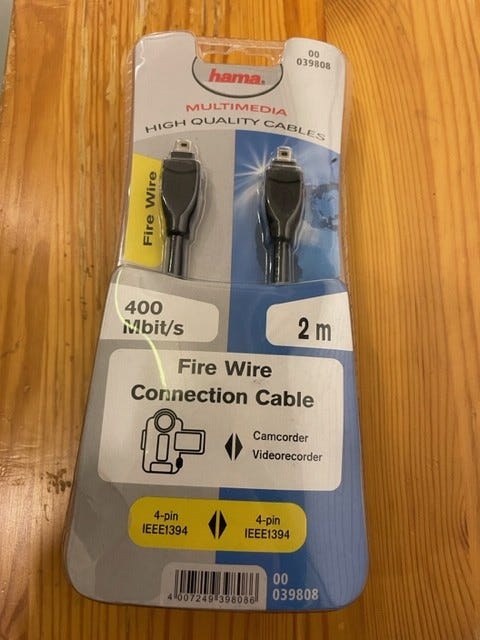 00
039808
hama®
MULTIMEDIA
HIGH QUALITY CABLES
Fire Wire
400
Mbit/s
2 m
Fire Wire
Connection Cable
Camcorder
Videorecorder
4-pin
IEEE1394
4-pin
IEEE1394
00
039808
4 007249 398086